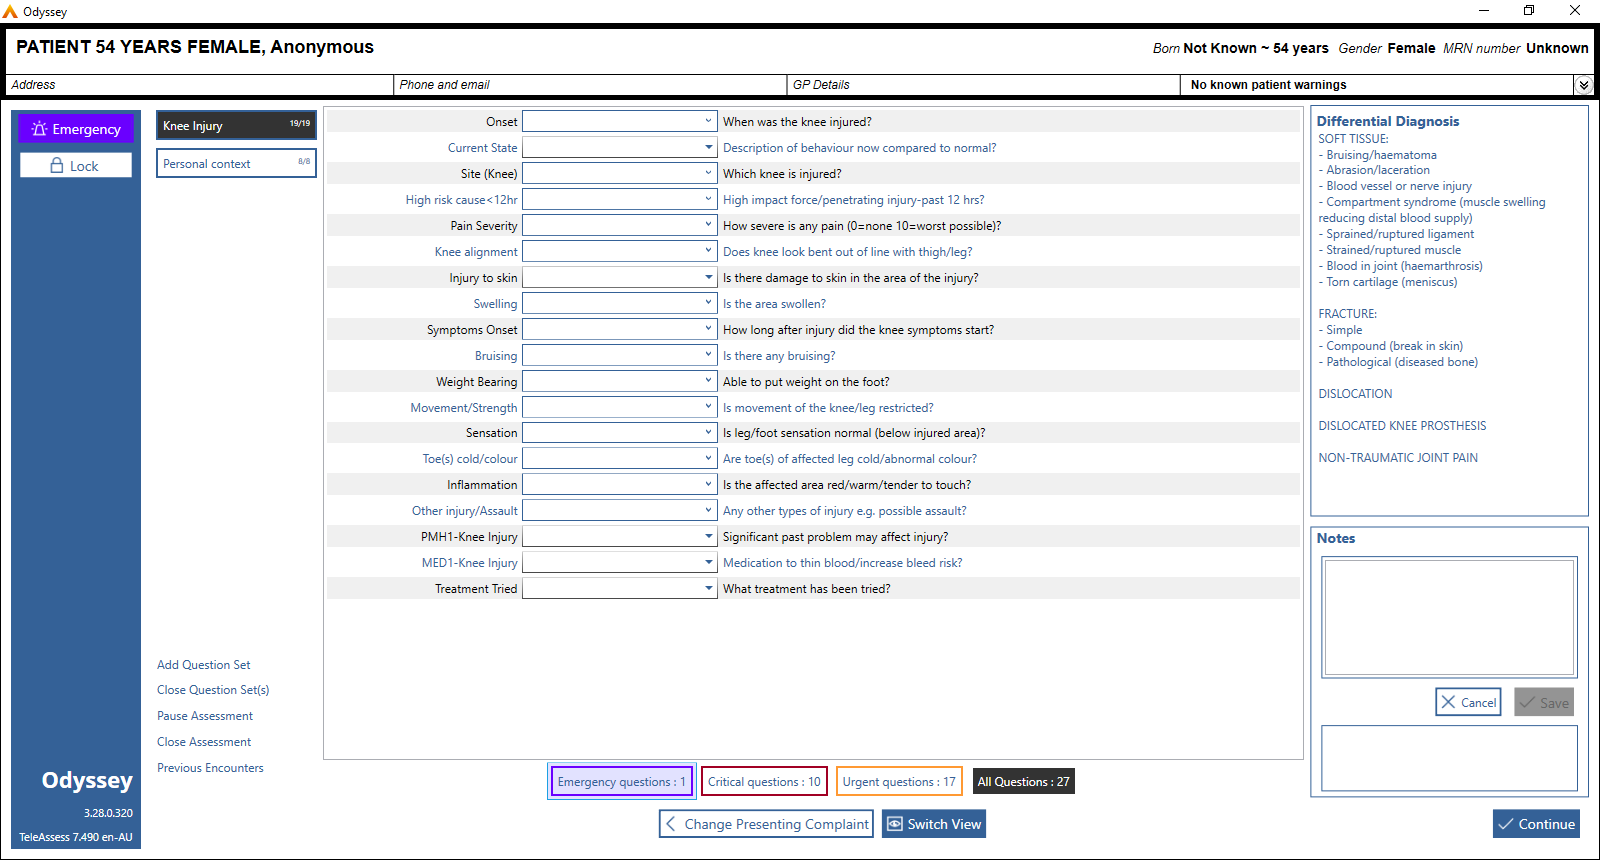 Odyssey
PATIENT 54 YEARS FEMALE, Anonymous
Born Not Known ~ 54 years Gender Female MRN number Unknown
Address
Phone and email
GP Details
No known patient warnings
Emergency
Lock
Knee Injury 19/19
Personal context 8/8
Onset When was the knee injured?
Current State Description of behaviour now compared to normal?
Site (Knee) Which knee is injured?
High risk cause<12hr High impact force/penetrating injury-past 12 hrs?
Pain Severity How severe is any pain (0=none 10=worst possible)?
Knee alignment Does knee look bent out of line with thigh/leg?
Injury to skin Is there damage to skin in the area of the injury?
Swelling Is the area swollen?
Symptoms Onset How long after injury did the knee symptoms start?
Bruising Is there any bruising?
Weight Bearing Able to put weight on the foot?
Movement/Strength Is movement of the knee/leg restricted?
Sensation Is leg/foot sensation normal (below injured area)?
Toe(s) cold/colour Are toe(s) of affected leg cold/abnormal colour?
Inflammation Is the affected area red/warm/tender to touch?
Other injury/Assault Any other types of injury e.g. possible assault?
PMH1-Knee Injury Significant past problem may affect injury?
MED1-Knee Injury Medication to thin blood/increase bleed risk?
Treatment Tried What treatment has been tried?
Differential Diagnosis
SOFT TISSUE:
- Bruising/haematoma
- Abrasion/laceration
- Blood vessel or nerve injury
- Compartment syndrome (muscle swelling
reducing distal blood supply)
- Sprained/ruptured ligament
- Strained/ruptured muscle
- Blood in joint (haemarthrosis)
- Torn cartilage (meniscus)
FRACTURE:
- Simple
- Compound (break in skin)
- Pathological (diseased bone)
DISLOCATION
DISLOCATED KNEE PROSTHESIS
NON-TRAUMATIC JOINT PAIN
Notes
Cancel
Save
Add Question Set
Close Question Set(s)
Pause Assessment
Close Assessment
Previous Encounters
Odyssey
3.28.0.320
TeleAssess 7.490 en-AU
Emergency questions : 1
Critical questions : 10
Urgent questions : 17
All Questions : 27
Change Presenting Complaint
Switch View
Continue